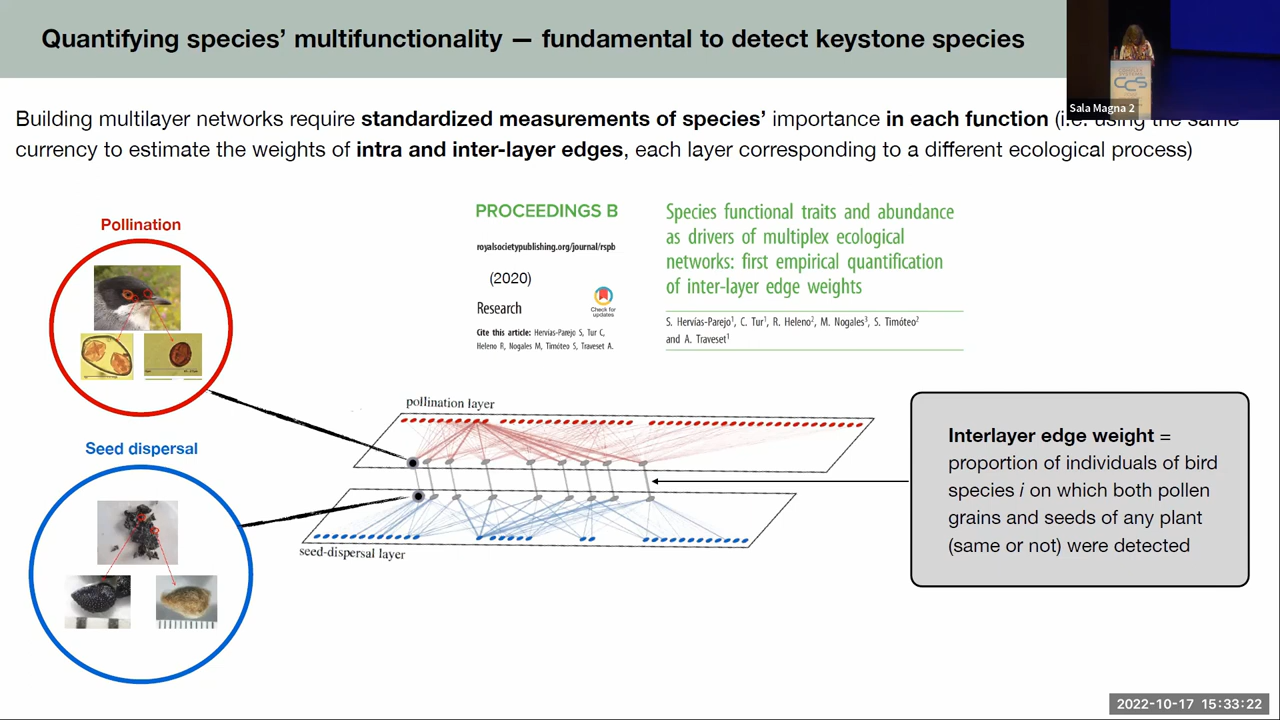 Quantifying species' multifunctionality — fundamental to detect keystone species
CCS
Sala Magna 2
Building multilayer networks require standardized measurements of species' importance in each function (i.e. using the same
currency to estimate the weights of intra and inter-layer edges, each layer corresponding to a different ecological process)
Pollination
PROCEEDINGS B
royalsocietypublishing.org/journal/rspb
(2020)
Research
Check for
updates
Cite this article: Hervías-Parejo S, Tur C,
Heleno R, Nogales M, Timóteo S, Traveset A.
Species functional traits and abundance
as drivers of multiplex ecological
networks: first empirical quantification
of inter-layer edge weights
S. Hervías-Parejo1, C. Tur1, R. Heleno2, M. Nogales3, S. Timóteo2
and A. Traveset1
pollination layer
Seed dispersal
seed-dispersal layer
Interlayer edge weight =
proportion of individuals of bird
species i on which both pollen
grains and seeds of any plant
(same or not) were detected
2022-10-17 15:33:22